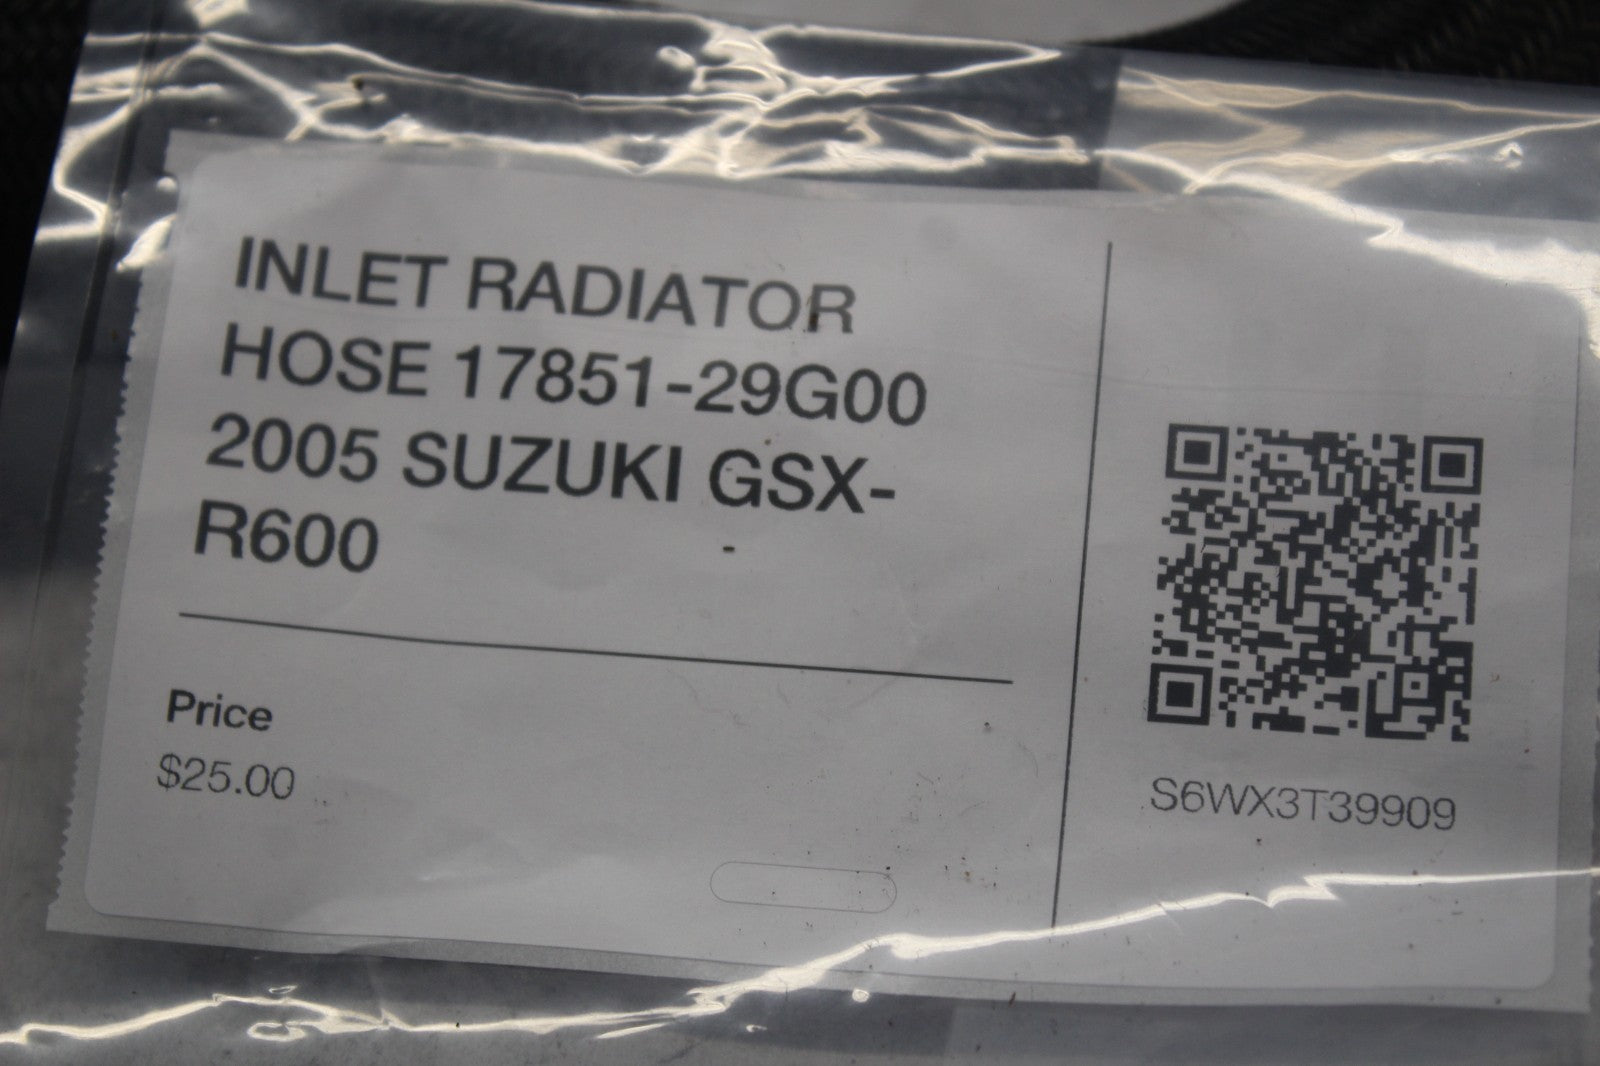 INLET RADIATOR
HOSE 17851-29G00
2005 SUZUKI GSX-
R600
Price
$25.00
S6WX3T39909